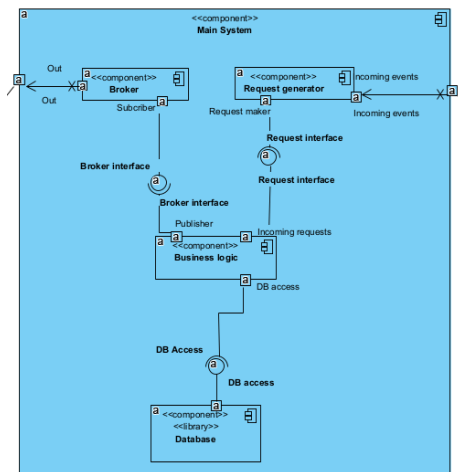 a
<<component>>
Main System
a
Out
a
Out
a
<<component>>
Broker
a
Subcriber
a
a
<<component>>
Request generator
Incoming events
a
a
Incoming events
Request maker
a
Request interface
a
Request interface
Broker interface
a
Broker interface
Publisher
a
a
Incoming requests
a
<<component>>
Business logic
a
DB access
DB Access
a
DB access
a
a
<<component>>
<<library>>
Database